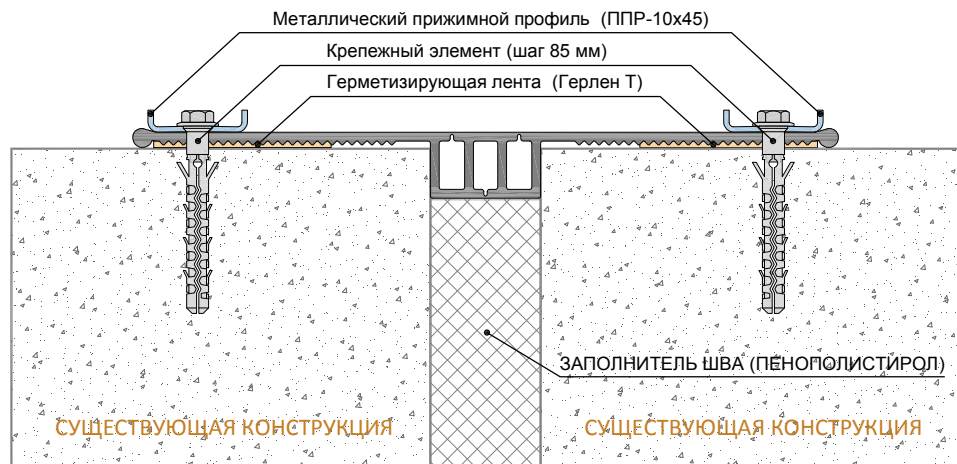 Металлический прижимной профиль (ППР-10х45)
Крепежный элемент (шаг 85 мм)
Герметизирующая лента (Герлен Т)
ЗАПОЛНИТЕЛЬ ШВА (ПЕНОПОЛИСТИРОЛ)
СУЩЕСТВУЮЩАЯ КОНСТРУКЦИЯ
СУЩЕСТВУЮЩАЯ КОНСТРУКЦИЯ